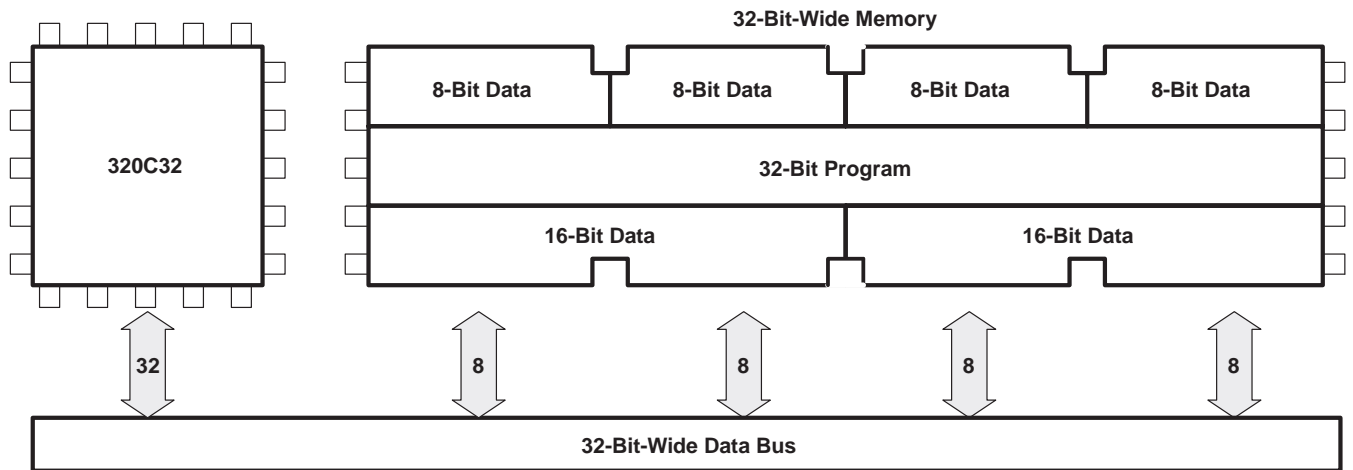 32-Bit-Wide Memory
8-Bit Data
8-Bit Data
8-Bit Data
8-Bit Data
320C32
32-Bit Program
16-Bit Data
16-Bit Data
32
8
8
8
8
32-Bit-Wide Data Bus